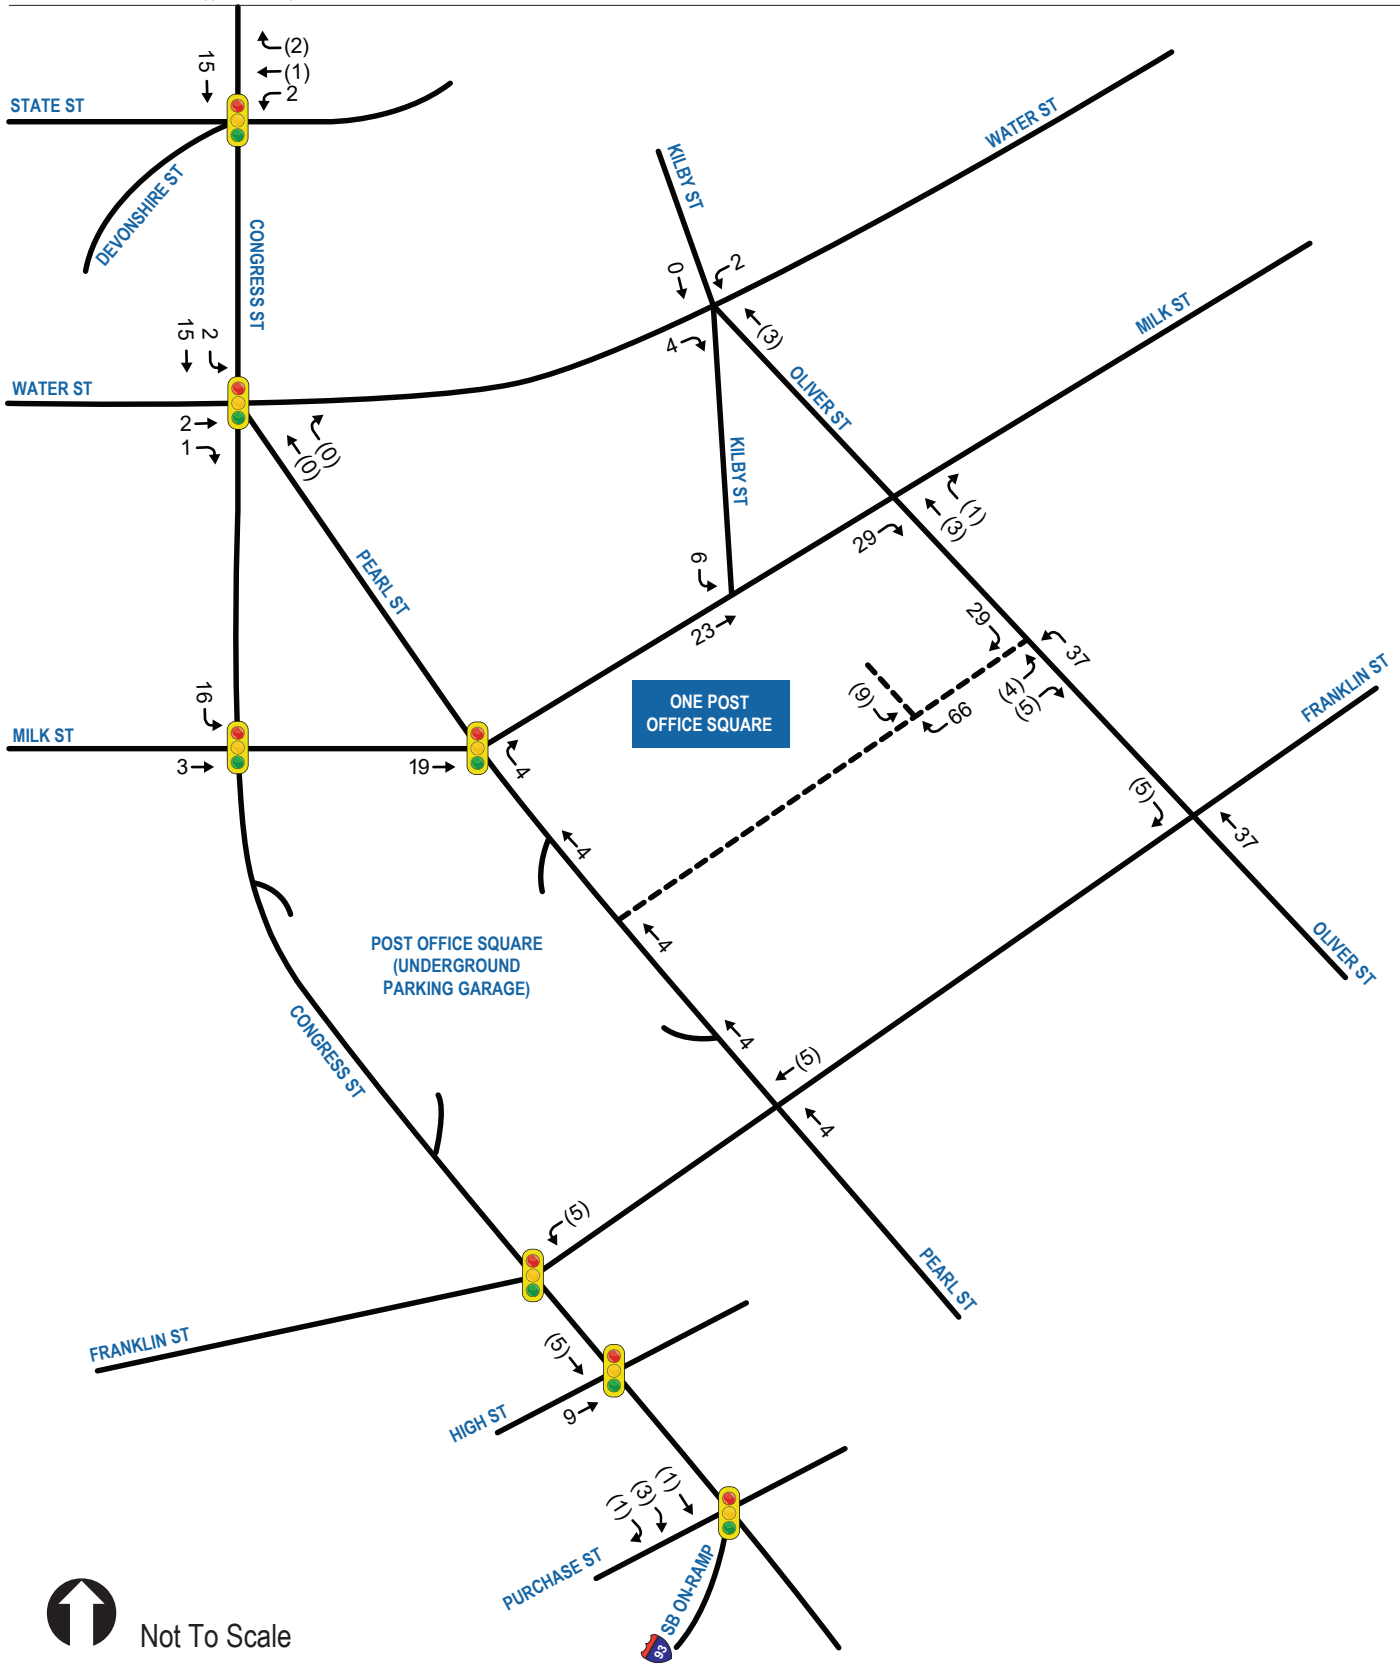 (2)
(1)
2
15
STATE ST
DEVONSHIRE ST
CONGRESS ST
KILBY ST
WATER ST
0
2
4
(3)
MILK ST
OLIVER ST
15
2
WATER ST
2
1
(0)
(0)
KILBY ST
PEARL ST
6
23
29
(1)
(3)
29
37
(4)
(5)
FRANKLIN ST
16
MILK ST
3
19
4
ONE POST
OFFICE SQUARE
(9)
66
(5)
37
OLIVER ST
4
4
POST OFFICE SQUARE
(UNDERGROUND
PARKING GARAGE)
CONGRESS ST
4
(5)
4
(5)
PEARL ST
FRANKLIN ST
(5)
HIGH ST
9
(1)
(3)
(1)
PURCHASE ST
SB ON-RAMP
93
Not To Scale